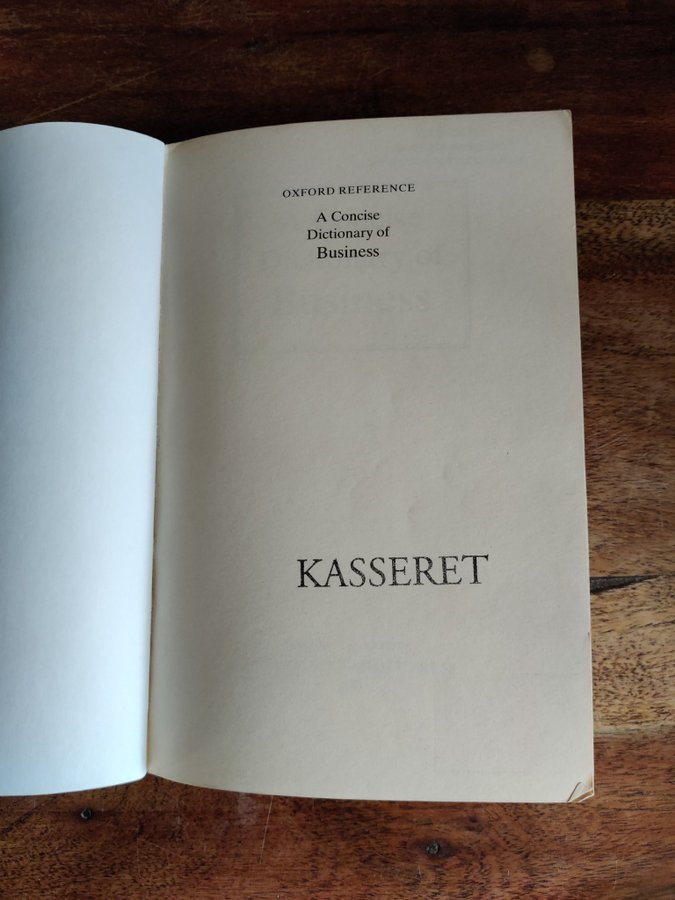 OXFORD REFERENCE
A Concise
Dictionary of
Business
KASSERET